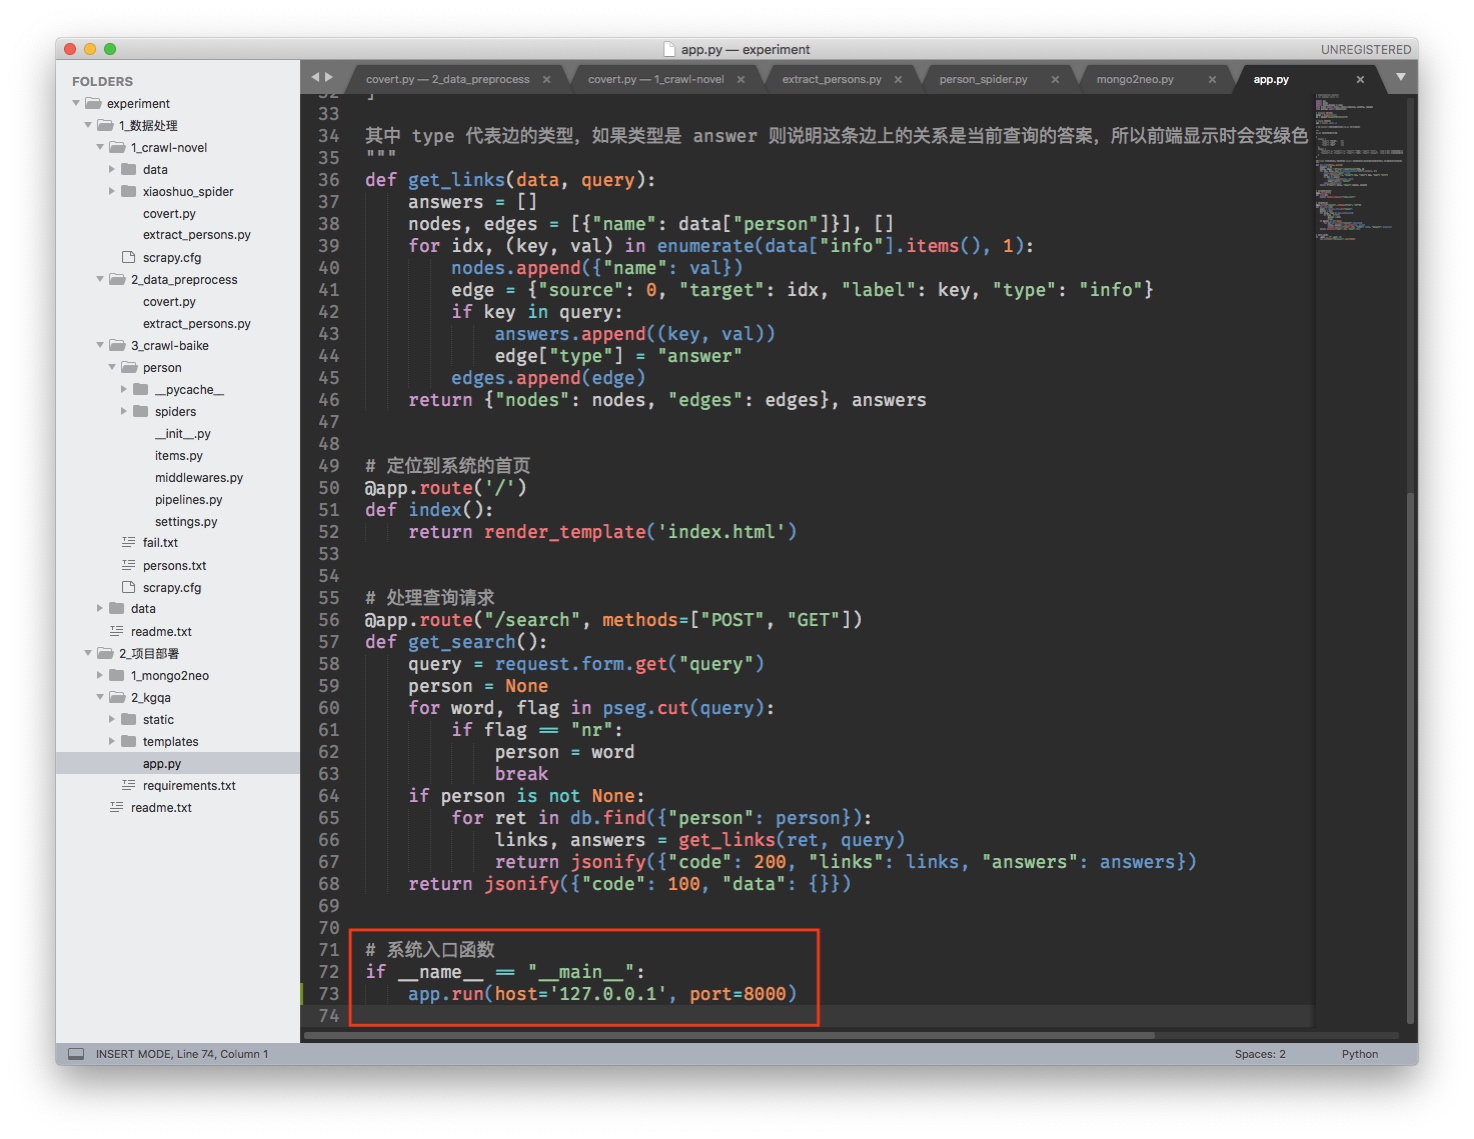 app.py — experiment
UNREGISTERED
FOLDERS
experiment
1_数据处理
1_crawl-novel
data
xiaoshuo_spider
covert.py
extract_persons.py
scrapy.cfg
2_data_preprocess
covert.py
extract_persons.py
3_crawl-baike
person
__pycache__
spiders
__init__.py
items.py
middlewares.py
pipelines.py
settings.py
fail.txt
persons.txt
scrapy.cfg
data
readme.txt
2_项目部署
1_mongo2neo
2_kgqa
static
templates
app.py
requirements.txt
readme.txt
covert.py — 2_data_preprocess
covert.py — 1_crawl-novel
extract_persons.py
person_spider.py
mongo2neo.py
app.py
32 ]
33
34 其中 type 代表边的类型，如果类型是 answer 则说明这条边上的关系是当前查询的答案，所以前端显示时会变绿色
35 """
36 def get_links(data, query):
37     answers = []
38     nodes, edges = [{"name": data["person"]}], []
39     for idx, (key, val) in enumerate(data["info"].items(), 1):
40         nodes.append({"name": val})
41         edge = {"source": 0, "target": idx, "label": key, "type": "info"}
42         if key in query:
43             answers.append((key, val))
44             edge["type"] = "answer"
45         edges.append(edge)
46     return {"nodes": nodes, "edges": edges}, answers
47
48
49 # 定位到系统的首页
50 @app.route('/')
51 def index():
52     return render_template('index.html')
53
54
55 # 处理查询请求
56 @app.route("/search", methods=["POST", "GET"])
57 def get_search():
58     query = request.form.get("query")
59     person = None
60     for word, flag in pseg.cut(query):
61         if flag == "nr":
62             person = word
63             break
64     if person is not None:
65         for ret in db.find({"person": person}):
66             links, answers = get_links(ret, query)
67             return jsonify({"code": 200, "links": links, "answers": answers})
68     return jsonify({"code": 100, "data": {}})
69
70
71 # 系统入口函数
72 if __name__ == "__main__":
73     app.run(host='127.0.0.1', port=8000)
74
INSERT MODE, Line 74, Column 1
Spaces: 2
Python